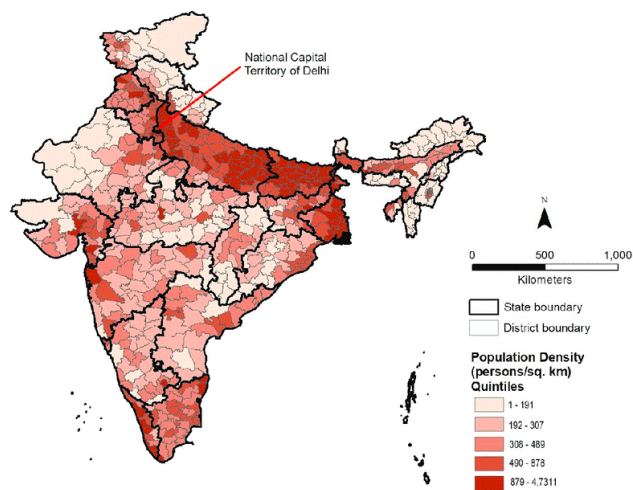 National Capital
Territory of Delhi
N
0 500 1,000
Kilometers
State boundary
District boundary
Population Density
(persons/sq. km)
Quintiles
1 - 191
192 - 307
308 - 489
490 - 878
879 - 4,7311